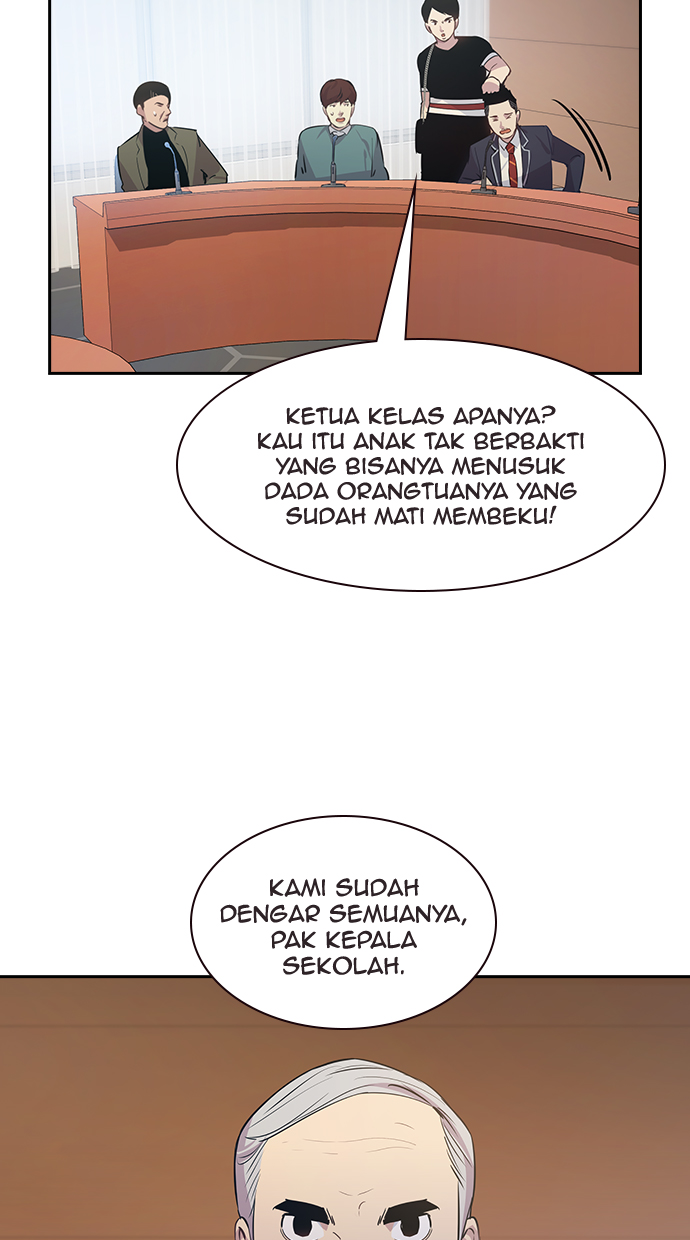 KETUA KELAS APANYA?
KAU ITU ANAK TAK BERBAKTI
YANG BISANYA MENUSUK
DADA ORANGTUANYA YANG
SUDAH MATI MEMBEKU!
KAMI SUDAH
DENGAR SEMUANYA,
PAK KEPALA
SEKOLAH.